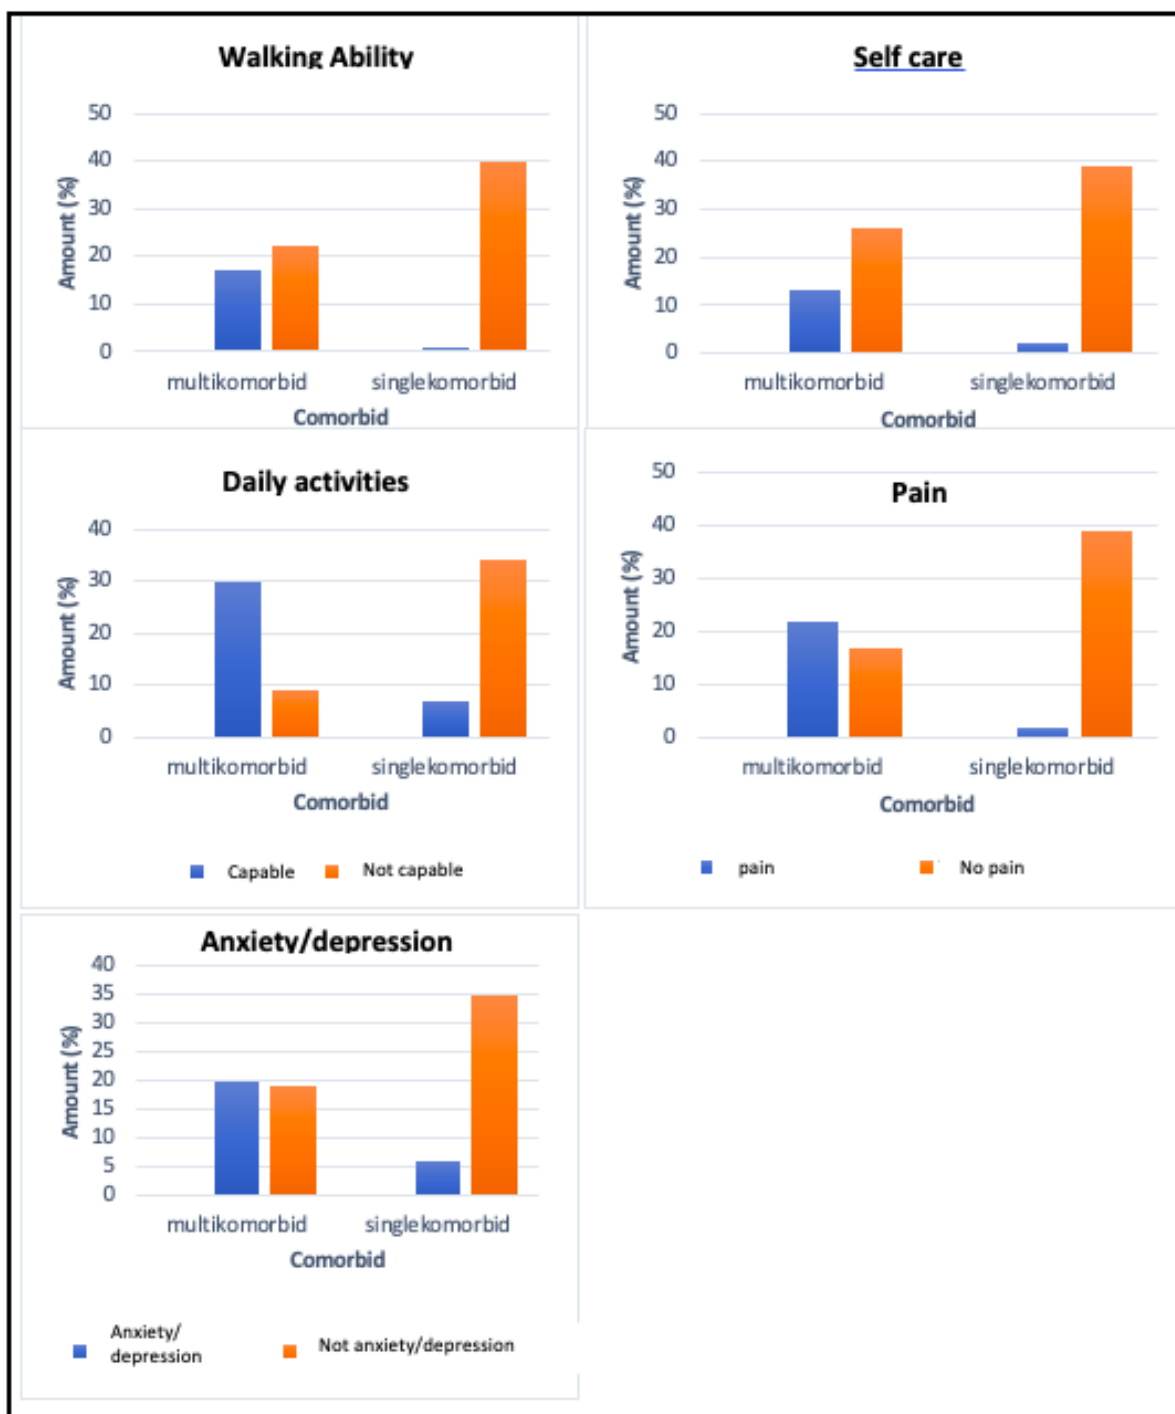 Walking Ability
50
40
30
20
10
0
Amount (%)
multikomorbid singlekomorbid
Comorbid
Self care
50
40
30
20
10
0
Amount (%)
multikomorbid singlekomorbid
Comorbid
Daily activities
40
30
20
10
0
Amount (%)
multikomorbid singlekomorbid
Comorbid
Capable Not capable
Pain
50
40
30
20
10
0
Amount (%)
multikomorbid singlekomorbid
Comorbid
pain No pain
Anxiety/depression
40
35
30
25
20
15
10
5
0
Amount (%)
multikomorbid singlekomorbid
Comorbid
Anxiety/
depression
Not anxiety/depression